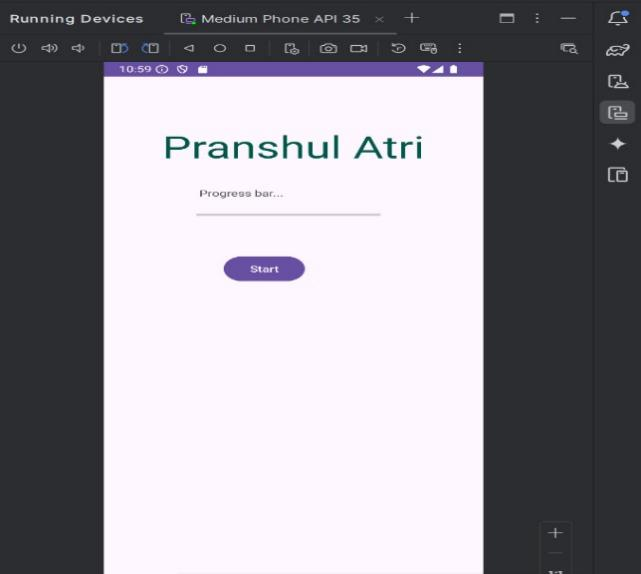 Running Devices Medium Phone API 35
10:59
Pranshul Atri
Progress bar...
Start